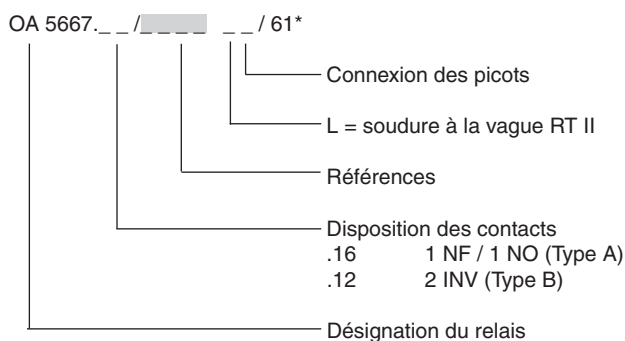 OA 5667._ _ /_ _ _ _ _ _ / 61*
Connexion des picots
L = soudure à la vague RT II
Références
Disposition des contacts
.16 1 NF / 1 NO (Type A)
.12 2 INV (Type B)
Désignation du relais